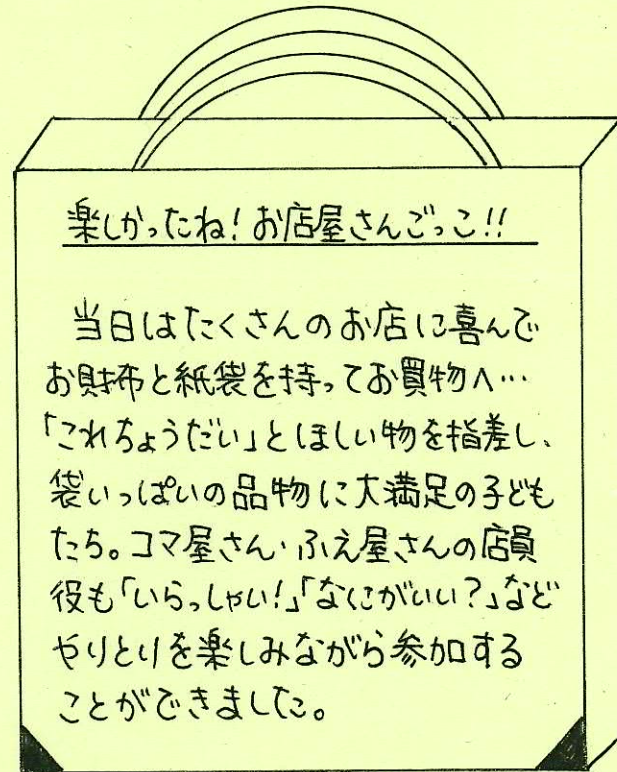 楽しかったね！お店屋さんごっこ！！
当日はたくさんのお店に喜んで
お財布と紙袋を持ってお買物へ…
「これちょうだい」とほしい物を指差し、
袋いっぱいの品物に大満足の子ども
たち。コマ屋さん・ふえ屋さんの店員
役も「いらっしゃい！」「なにがいい？」など
やりとりを楽しみながら参加する
ことができました。